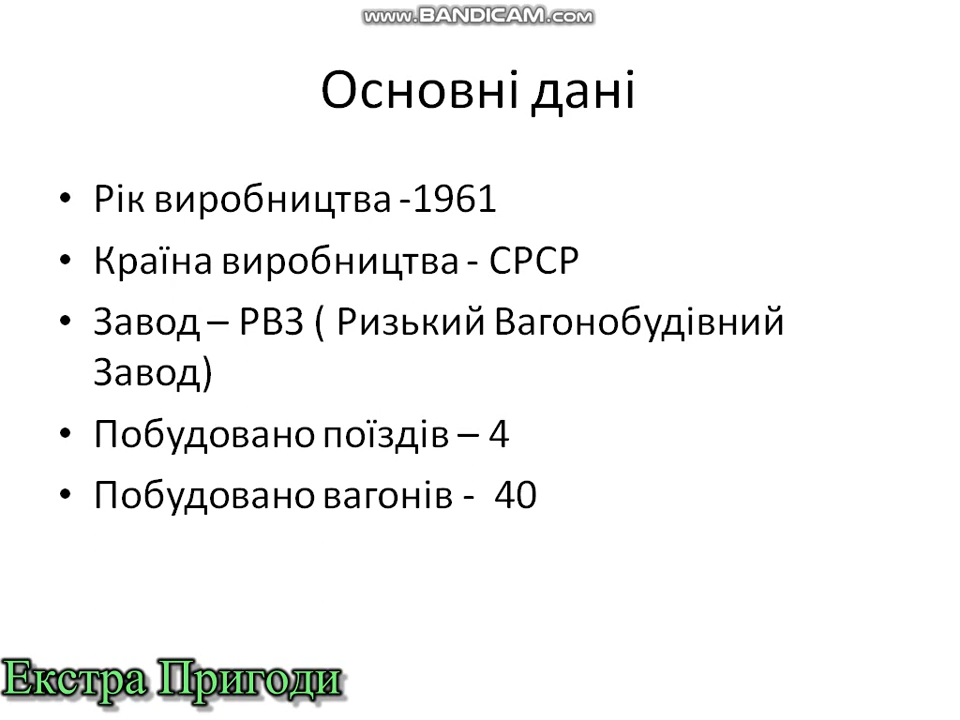 www.BANDICAM.com
Основні дані
• Рік виробництва -1961
• Країна виробництва - СРСР
• Завод – РВЗ ( Ризький Вагонобудівний
Завод)
• Побудовано поїздів – 4
• Побудовано вагонів - 40
Екстра Пригоди